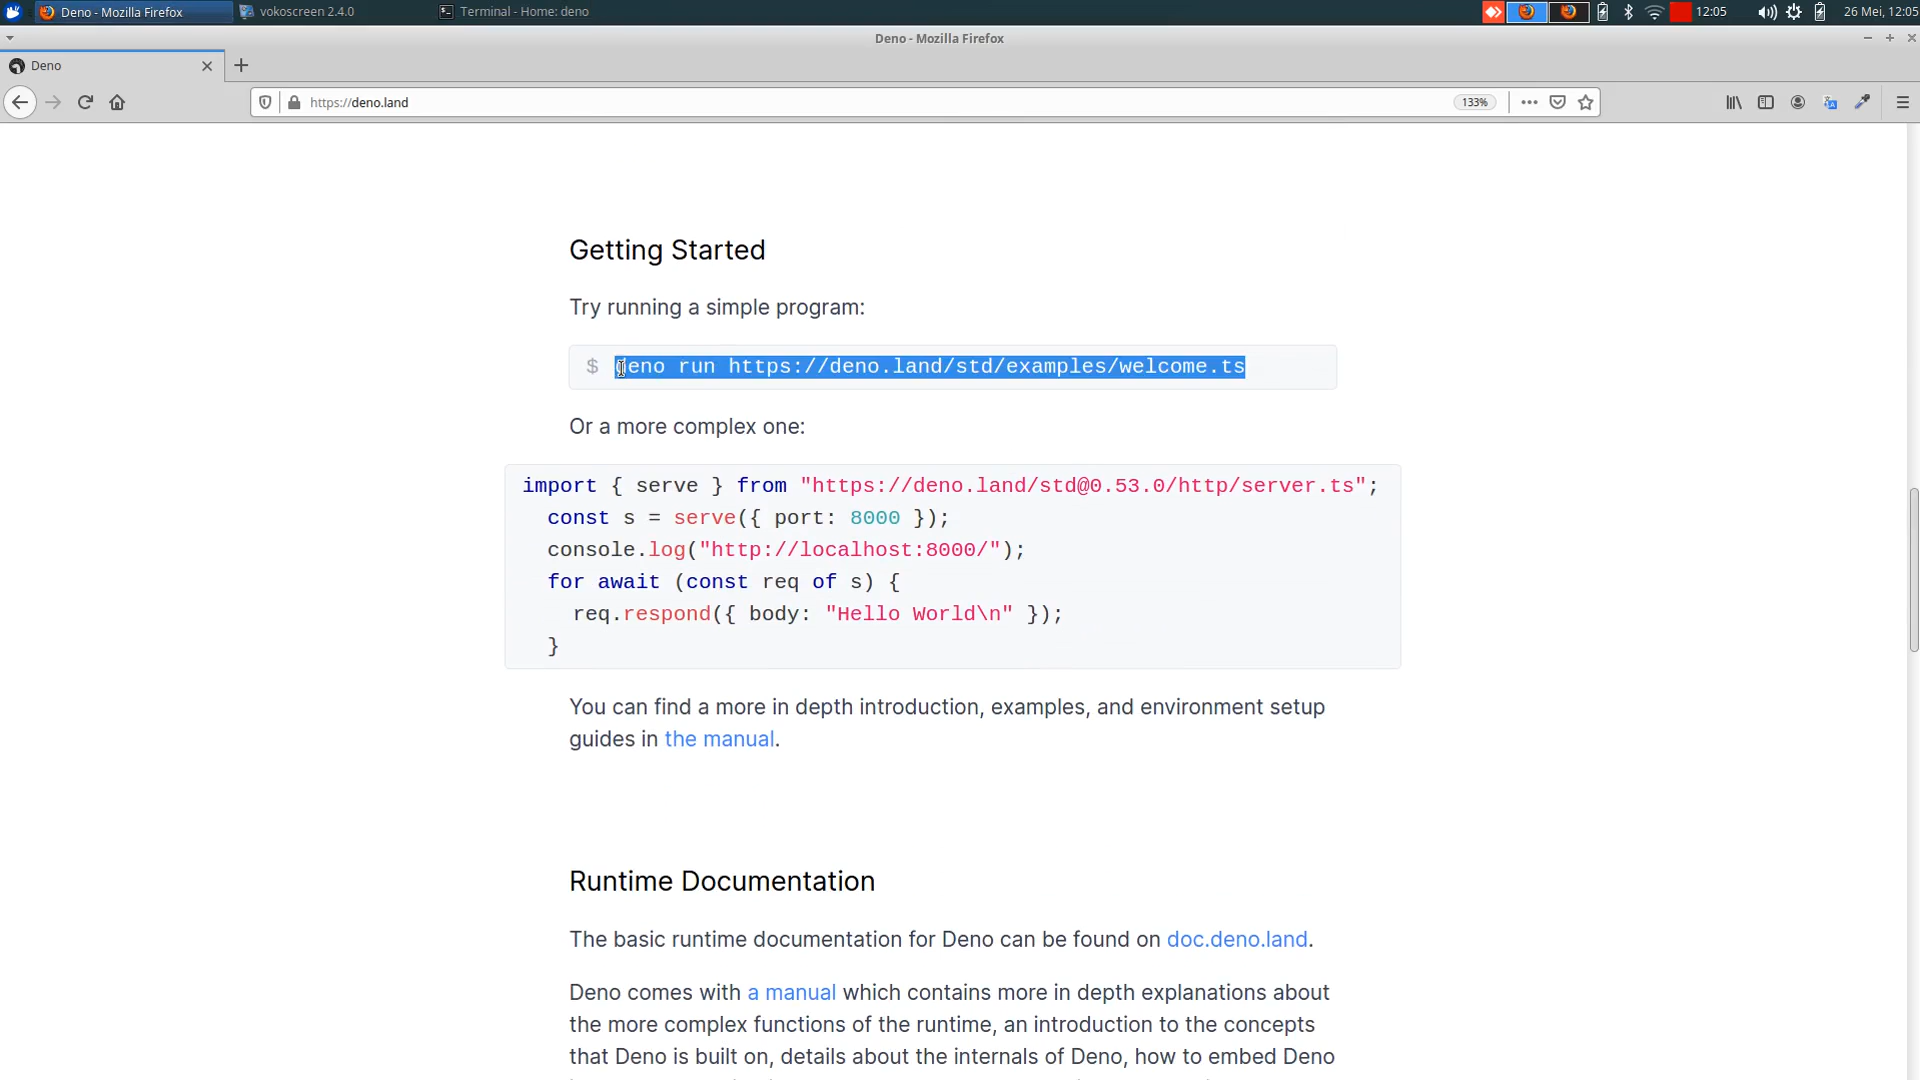 Deno - Mozilla Firefox
vokoscreen 2.4.0
Terminal - Home: deno
12:05
26 Mei, 12:05
Deno - Mozilla Firefox
Deno
https://deno.land
133%
Getting Started
Try running a simple program:
$ deno run https://deno.land/std/examples/welcome.ts
Or a more complex one:
import { serve } from "https://deno.land/std@0.53.0/http/server.ts";
const s = serve({ port: 8000 });
console.log("http://localhost:8000/");
for await (const req of s) {
req.respond({ body: "Hello World\n" });
}
You can find a more in depth introduction, examples, and environment setup
guides in the manual.
Runtime Documentation
The basic runtime documentation for Deno can be found on doc.deno.land.
Deno comes with a manual which contains more in depth explanations about
the more complex functions of the runtime, an introduction to the concepts
that Deno is built on, details about the internals of Deno, how to embed Deno